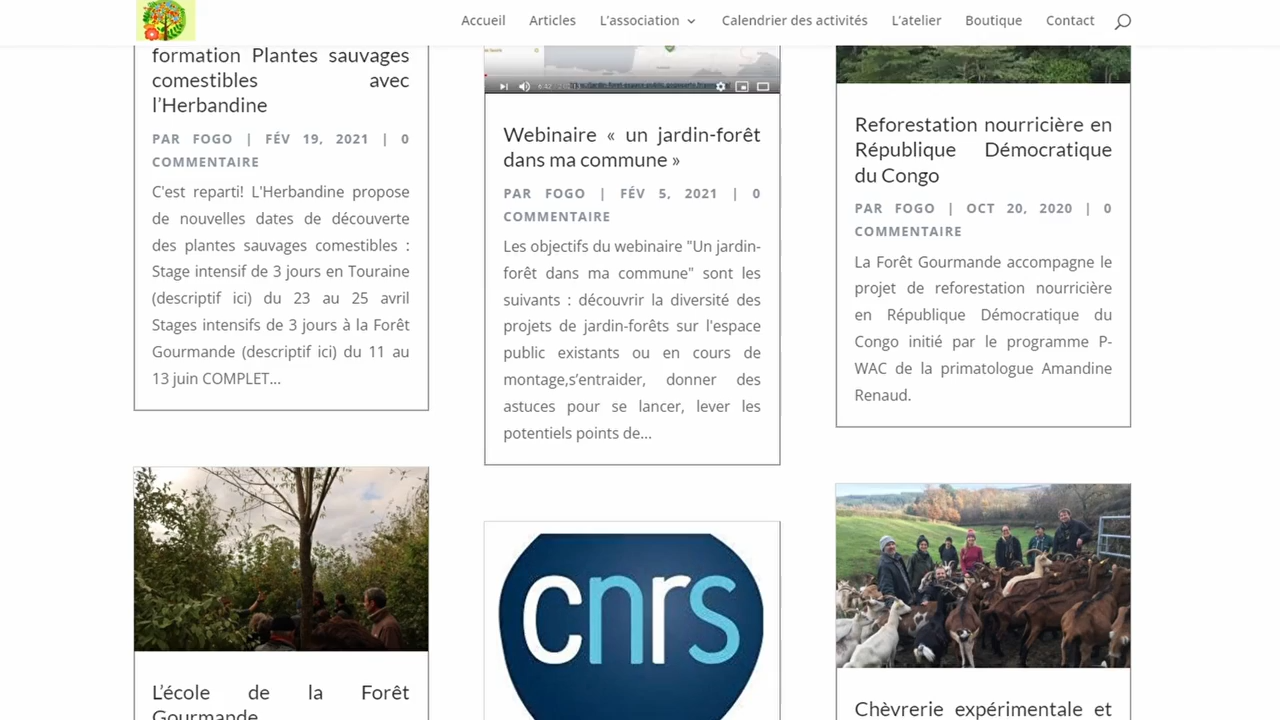 Accueil Articles L'association Calendrier des activités L'atelier Boutique Contact
formation Plantes sauvages
comestibles avec
l'Herbandine
PAR FOGO | FÉV 19, 2021 | 0
COMMENTAIRE
C'est reparti! L'Herbandine propose
de nouvelles dates de découverte
des plantes sauvages comestibles :
Stage intensif de 3 jours en Touraine
(descriptif ici) du 23 au 25 avril
Stages intensifs de 3 jours à la Forêt
Gourmande (descriptif ici) du 11 au
13 juin COMPLET...
Webinaire « un jardin-forêt
dans ma commune »
PAR FOGO | FÉV 5, 2021 | 0
COMMENTAIRE
Les objectifs du webinaire "Un jardin-
forêt dans ma commune" sont les
suivants : découvrir la diversité des
projets de jardin-forêts sur l'espace
public existants ou en cours de
montage,s’entraider, donner des
astuces pour se lancer, lever les
potentiels points de...
Reforestation nourricière en
République Démocratique
du Congo
PAR FOGO | OCT 20, 2020 | 0
COMMENTAIRE
La Forêt Gourmande accompagne le
projet de reforestation nourricière
en République Démocratique du
Congo initié par le programme P-
WAC de la primatologue Amandine
Renaud.
L'école de la Forêt
Gourmande
cnrs
Chèvrerie expérimentale et